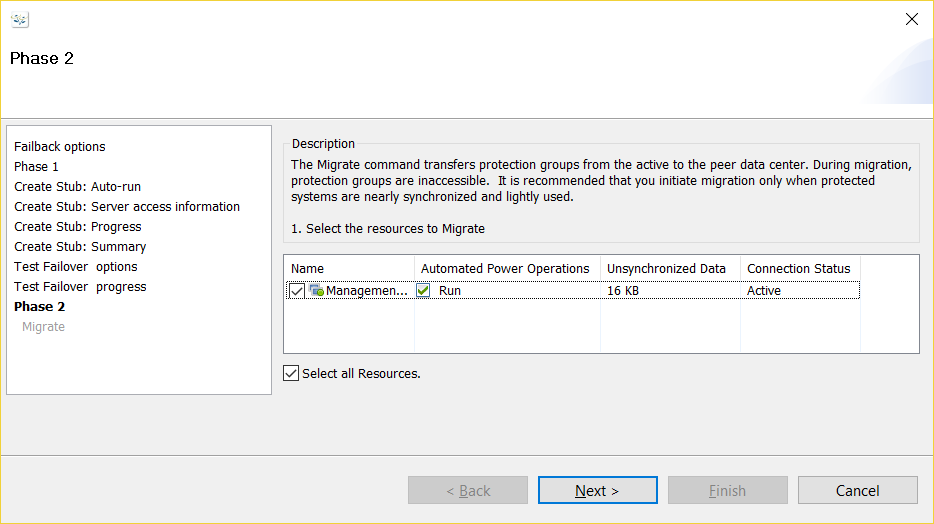 Phase 2
Failback options
Phase 1
Create Stub: Auto-run
Create Stub: Server access information
Create Stub: Progress
Create Stub: Summary
Test Failover  options
Test Failover  progress
Phase 2
Migrate
Description
The Migrate command transfers protection groups from the active to the peer data center. During migration,
protection groups are inaccessible.  It is recommended that you initiate migration only when protected
systems are nearly synchronized and lightly used.
1. Select the resources to Migrate
Name Automated Power Operations Unsynchronized Data Connection Status
Managemen... Run 16 KB Active
Select all Resources.
< Back Next > Finish Cancel